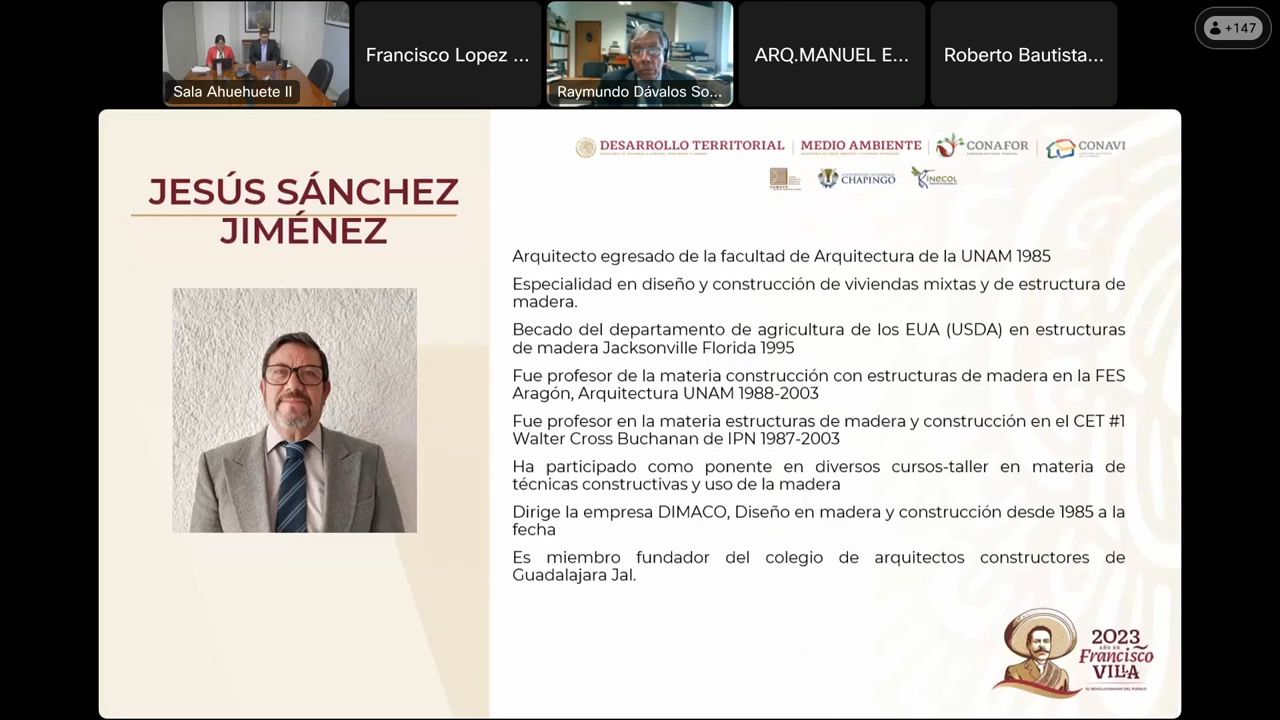 +147
Sala Ahuehuete II
Francisco Lopez ...
Raymundo Dávalos So...
ARQ.MANUEL E...
Roberto Bautista...
DESARROLLO TERRITORIAL
MEDIO AMBIENTE
CONAFOR
CONAVI
CHAPINGO
INECOL
JESÚS SÁNCHEZ
JIMÉNEZ
Arquitecto egresado de la facultad de Arquitectura de la UNAM 1985
Especialidad en diseño y construcción de viviendas mixtas y de estructura de
madera.
Becado del departamento de agricultura de los EUA (USDA) en estructuras
de madera Jacksonville Florida 1995
Fue profesor de la materia construcción con estructuras de madera en la FES
Aragón, Arquitectura UNAM 1988-2003
Fue profesor en la materia estructuras de madera y construcción en el CET #1
Walter Cross Buchanan de IPN 1987-2003
Ha participado como ponente en diversos cursos-taller en materia de
técnicas constructivas y uso de la madera
Dirige la empresa DIMACO, Diseño en madera y construcción desde 1985 a la
fecha
Es miembro fundador del colegio de arquitectos constructores de
Guadalajara Jal.
2023
AÑO DE
Francisco
VILLA
EL REVOLUCIONARIO DEL PUEBLO